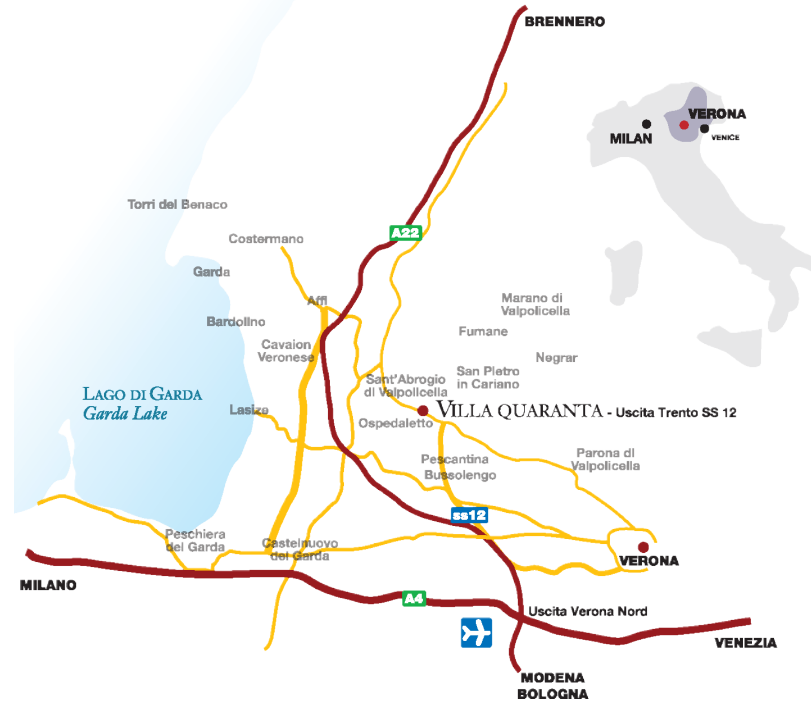 BRENNERO
VERONA
MILAN
VENICE
Torri del Benaco
A22
Costermano
Garda
Affi
Marano di
Valpolicella
Bardolino
Fumane
Cavaion
Veronese
Negrar
San Pietro
in Cariano
Sant'Abrogio
di Valpolicella
LAGO DI GARDA
Garda Lake
Lasize
VILLA QUARANTA - Uscita Trento SS 12
Ospedaletto
Pescantina
Bussolengo
Parona di
Valpolicella
ss12
Peschiera
del Garda
Castelnuovo
del Garda
VERONA
MILANO
A4
Uscita Verona Nord
VENEZIA
MODENA
BOLOGNA